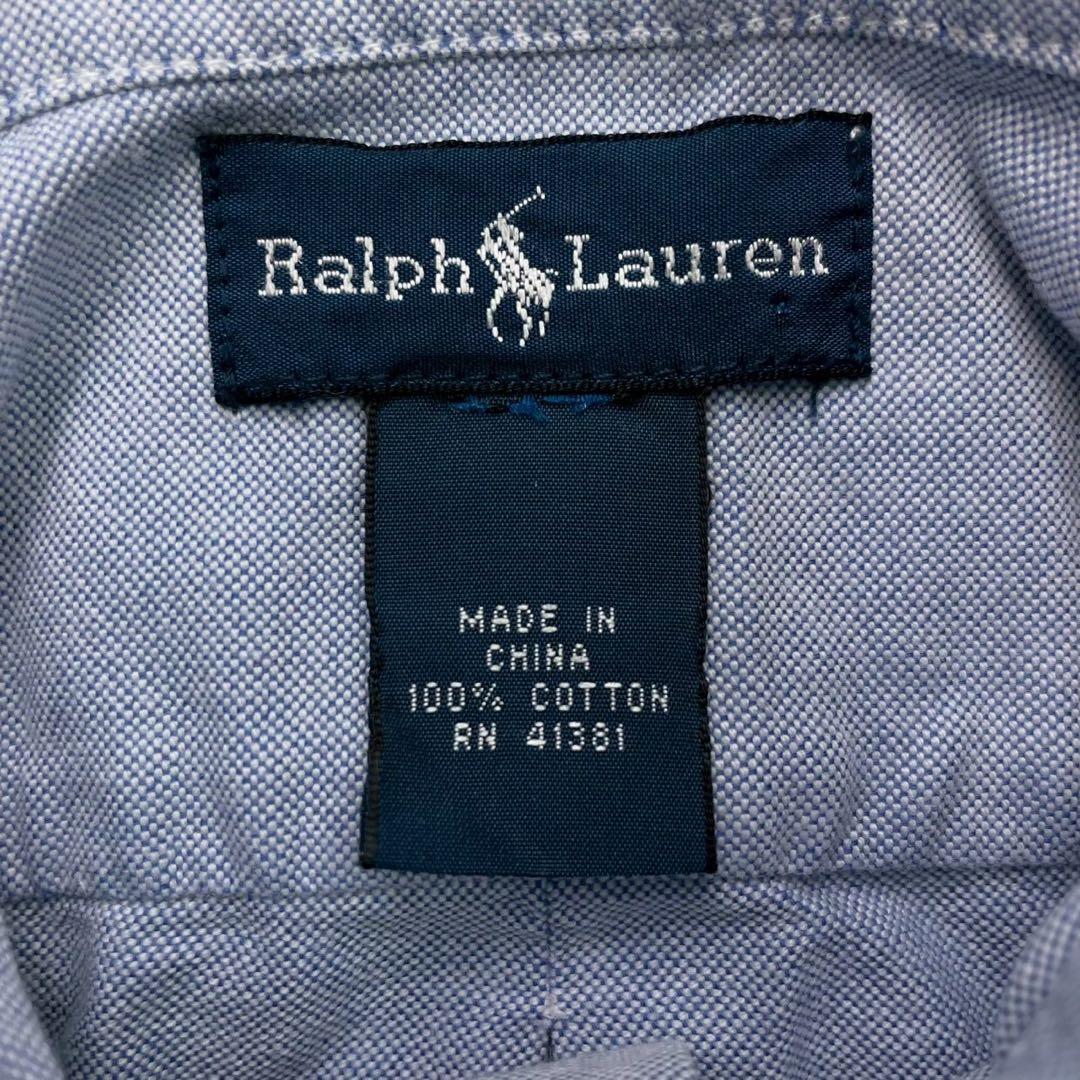 Ralph Lauren
MADE IN
CHINA
100% COTTON
RN 41381